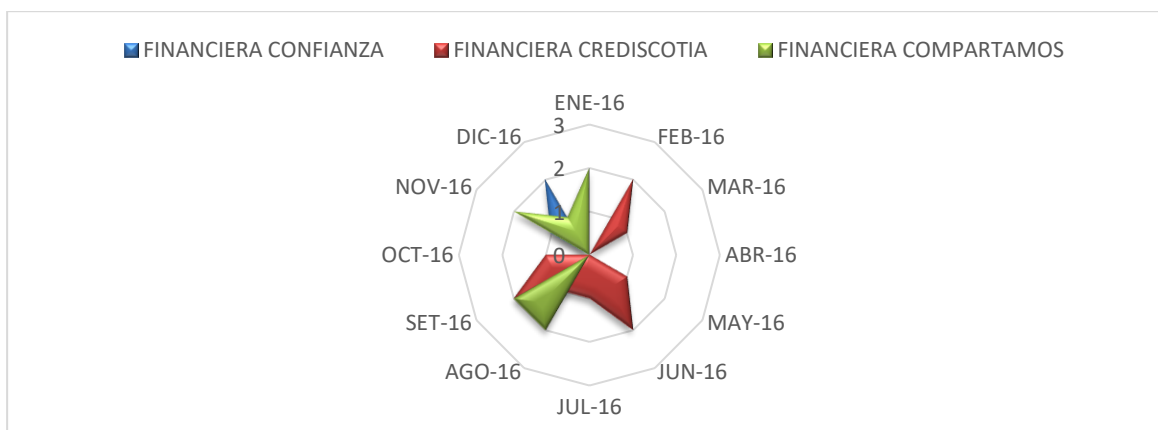 FINANCIERA CONFIANZA FINANCIERA CREDISCOTIA FINANCIERA COMPARTAMOS
ENE-16
3
DIC-16 FEB-16
2
NOV-16 MAR-16
1
OCT-16 0 ABR-16
SET-16 MAY-16
AGO-16 JUN-16
JUL-16